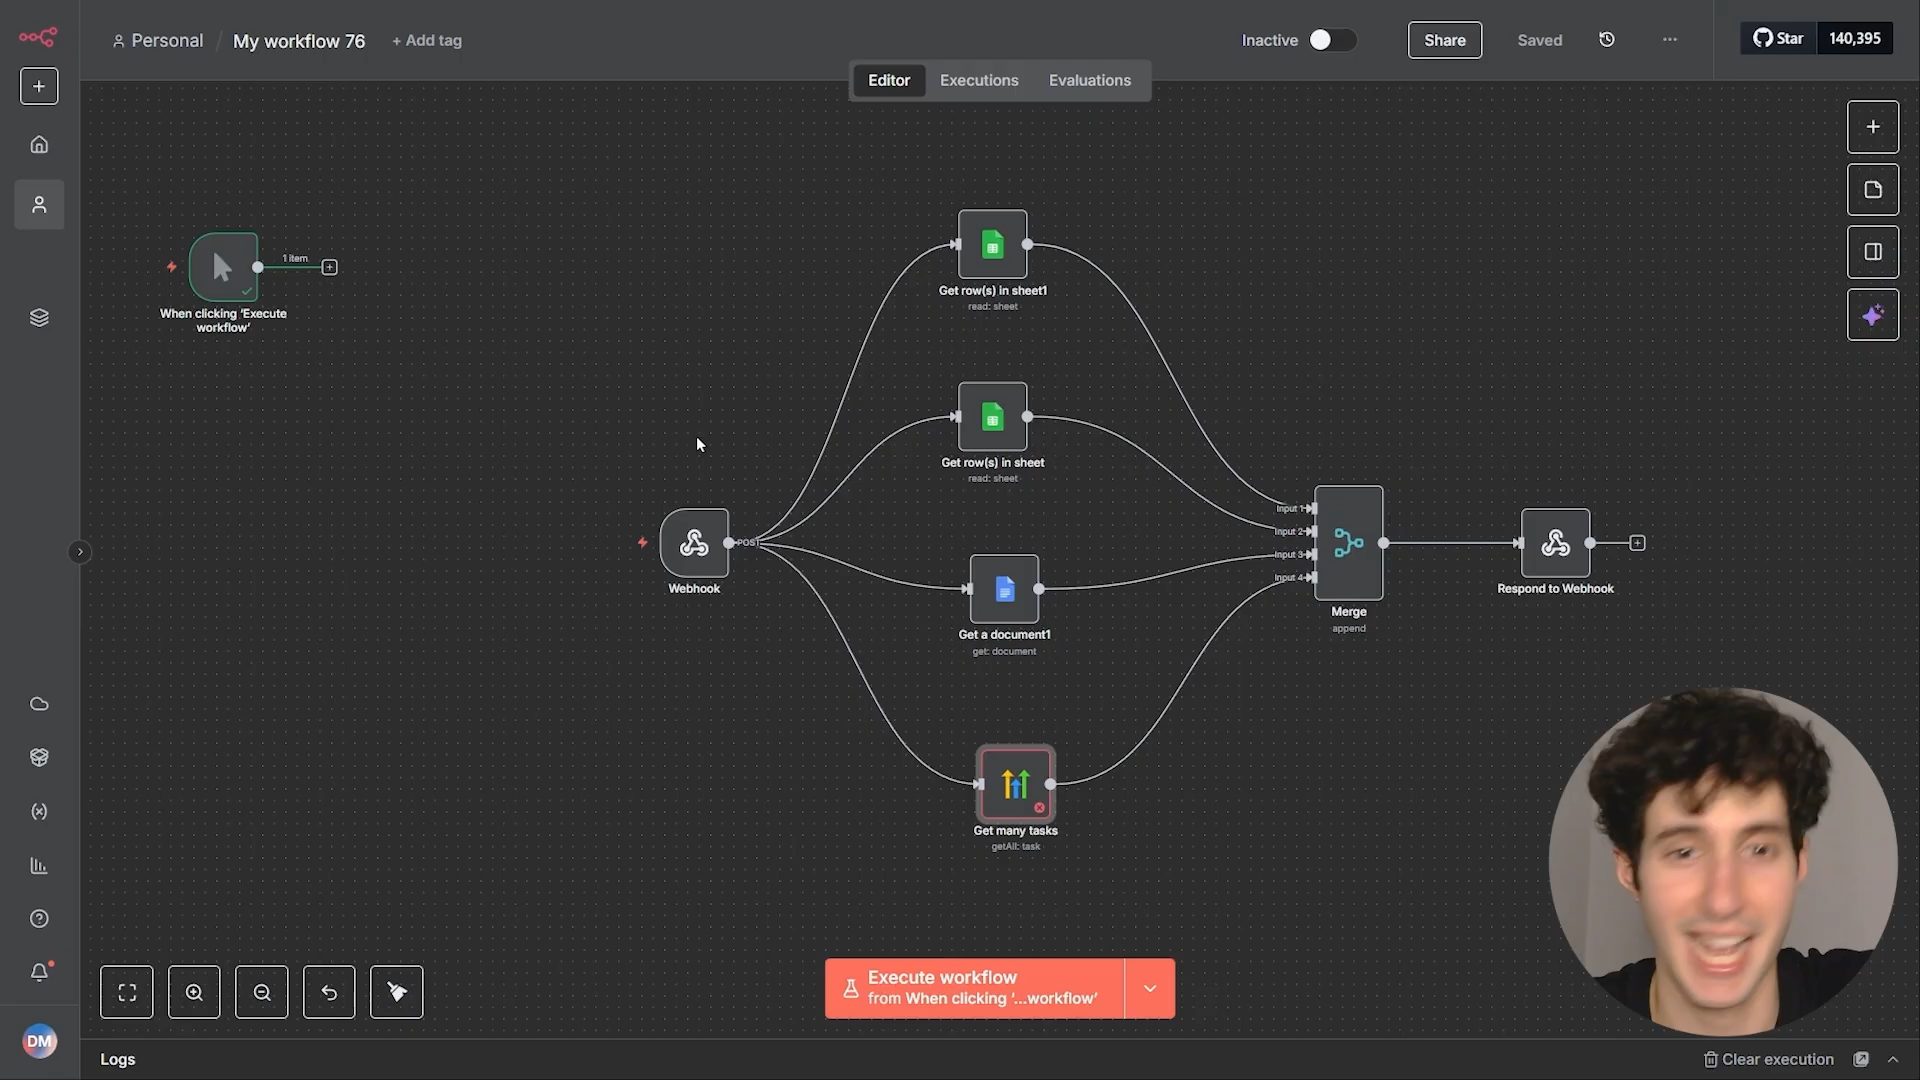 Personal / My workflow 76 + Add tag
Inactive
Share
Saved
Star 140,395
Editor Executions Evaluations
1 item
When clicking ‘Execute
workflow’
Get row(s) in sheet1
read: sheet
Get row(s) in sheet
read: sheet
POST
Webhook
Get a document1
get: document
Get many tasks
getAll: task
Input 1
Input 2
Input 3
Input 4
Merge
append
Respond to Webhook
Execute workflow
from When clicking ‘...workflow’
DM
Logs
Clear execution